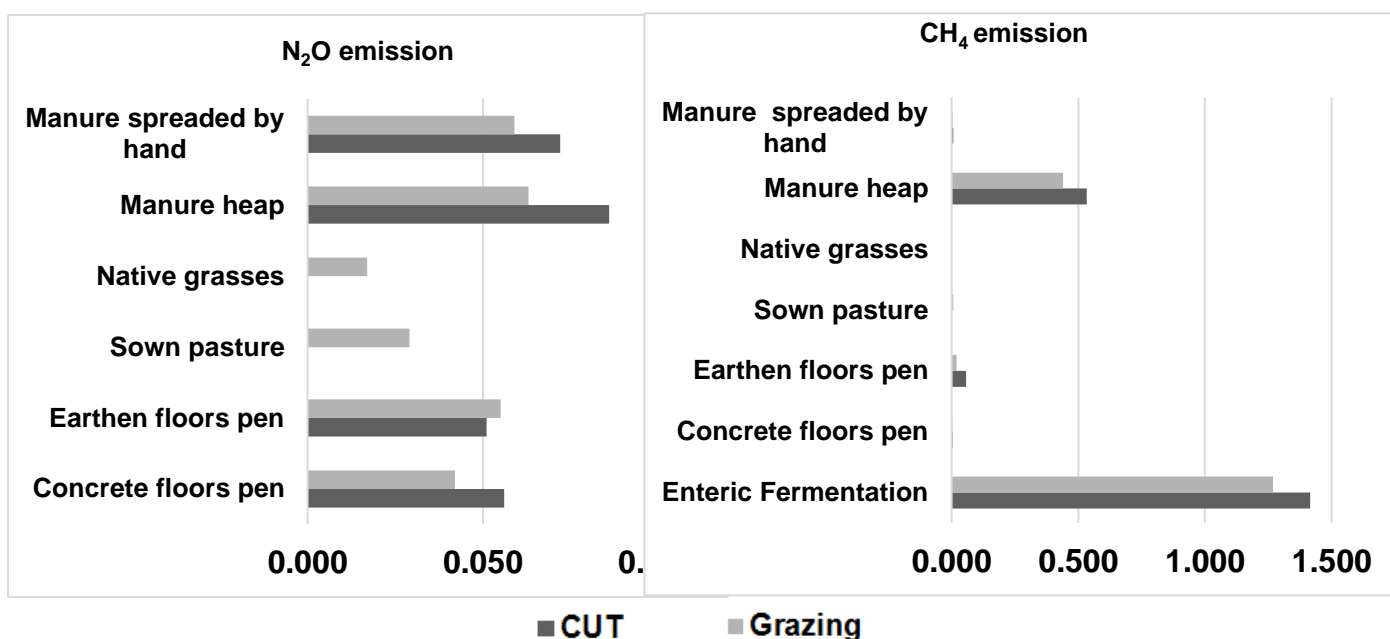 N₂O emission
Manure spreaded by
hand
Manure heap
Native grasses
Sown pasture
Earthen floors pen
Concrete floors pen
0.000 0.050 0.
CH₄ emission
Manure spreaded by
hand
Manure heap
Native grasses
Sown pasture
Earthen floors pen
Concrete floors pen
Enteric Fermentation
0.000 0.500 1.000 1.500
CUT Grazing